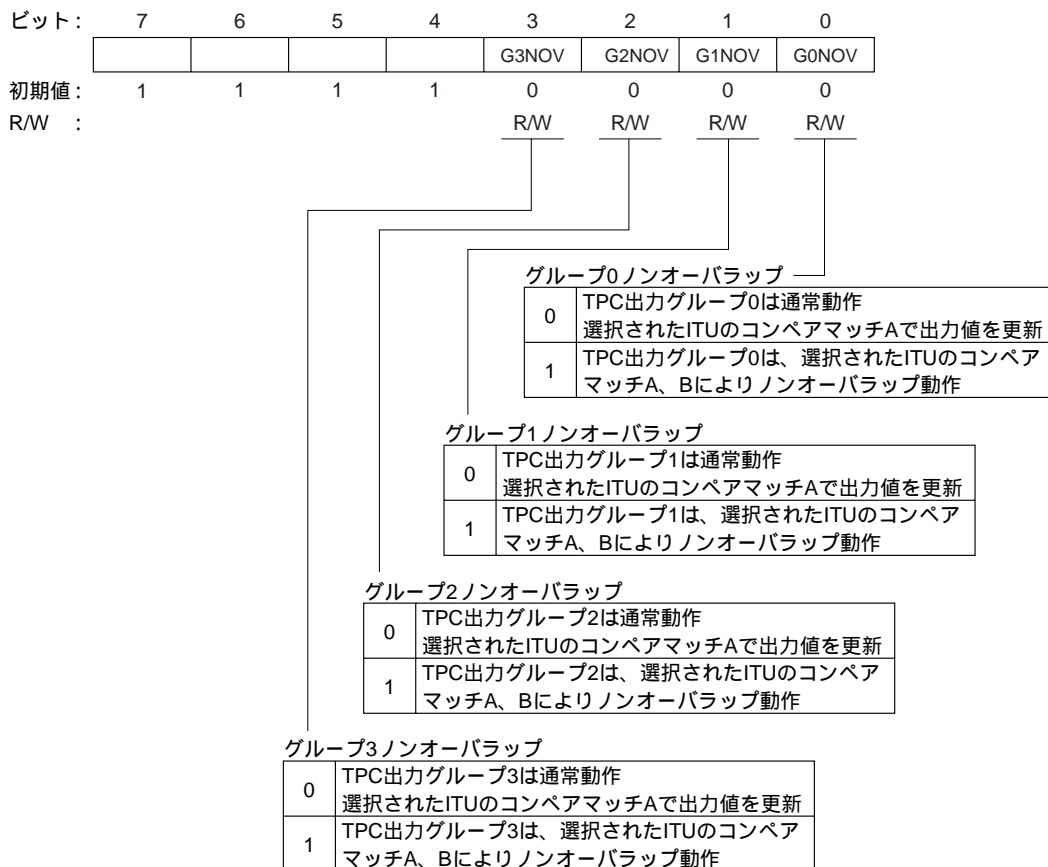 ビット: 7 6 5 4 3 2 1 0
G3NOV G2NOV G1NOV G0NOV
初期値: 1 1 1 1 0 0 0 0
R/W : R/W R/W R/W R/W
グループ0ノンオーバラップ
0 TPC出力グループ0は通常動作
選択されたITUのコンペアマッチAで出力値を更新
1 TPC出力グループ0は、選択されたITUのコンペア
マッチA、Bによりノンオーバラップ動作
グループ1ノンオーバラップ
0 TPC出力グループ1は通常動作
選択されたITUのコンペアマッチAで出力値を更新
1 TPC出力グループ1は、選択されたITUのコンペア
マッチA、Bによりノンオーバラップ動作
グループ2ノンオーバラップ
0 TPC出力グループ2は通常動作
選択されたITUのコンペアマッチAで出力値を更新
1 TPC出力グループ2は、選択されたITUのコンペア
マッチA、Bによりノンオーバラップ動作
グループ3ノンオーバラップ
0 TPC出力グループ3は通常動作
選択されたITUのコンペアマッチAで出力値を更新
1 TPC出力グループ3は、選択されたITUのコンペア
マッチA、Bによりノンオーバラップ動作